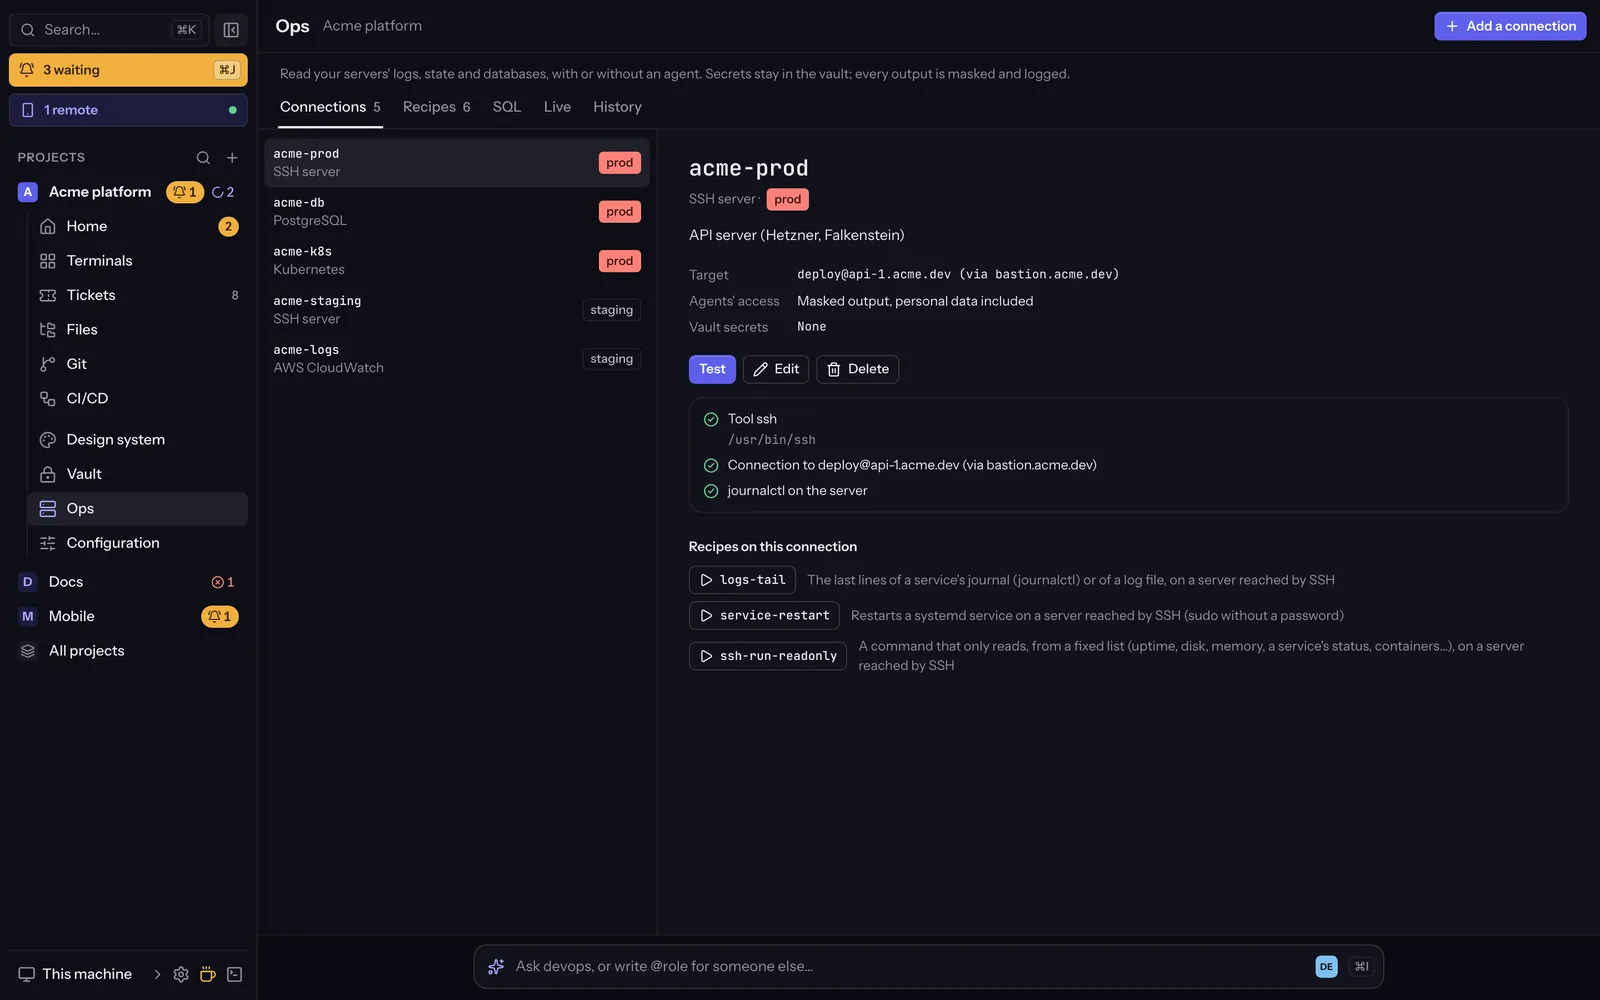 Search...
⌘K
3 waiting
⌘J
1 remote
PROJECTS
A Acme platform 1 2
Home 2
Terminals
Tickets 8
Files
Git
CI/CD
Design system
Vault
Ops
Configuration
D Docs 1
M Mobile 1
All projects
This machine
Ops Acme platform
Add a connection
Read your servers' logs, state and databases, with or without an agent. Secrets stay in the vault; every output is masked and logged.
Connections 5 Recipes 6 SQL Live History
acme-prod
SSH server
prod
acme-db
PostgreSQL
prod
acme-k8s
Kubernetes
prod
acme-staging
SSH server
staging
acme-logs
AWS CloudWatch
staging
acme-prod
SSH server · prod
API server (Hetzner, Falkenstein)
Target deploy@api-1.acme.dev (via bastion.acme.dev)
Agents' access Masked output, personal data included
Vault secrets None
Test Edit Delete
Tool ssh
/usr/bin/ssh
Connection to deploy@api-1.acme.dev (via bastion.acme.dev)
journalctl on the server
Recipes on this connection
logs-tail The last lines of a service's journal (journalctl) or of a log file, on a server reached by SSH
service-restart Restarts a systemd service on a server reached by SSH (sudo without a password)
ssh-run-readonly A command that only reads, from a fixed list (uptime, disk, memory, a service's status, containers...), on a server
reached by SSH
Ask devops, or write @role for someone else...
DE
⌘I